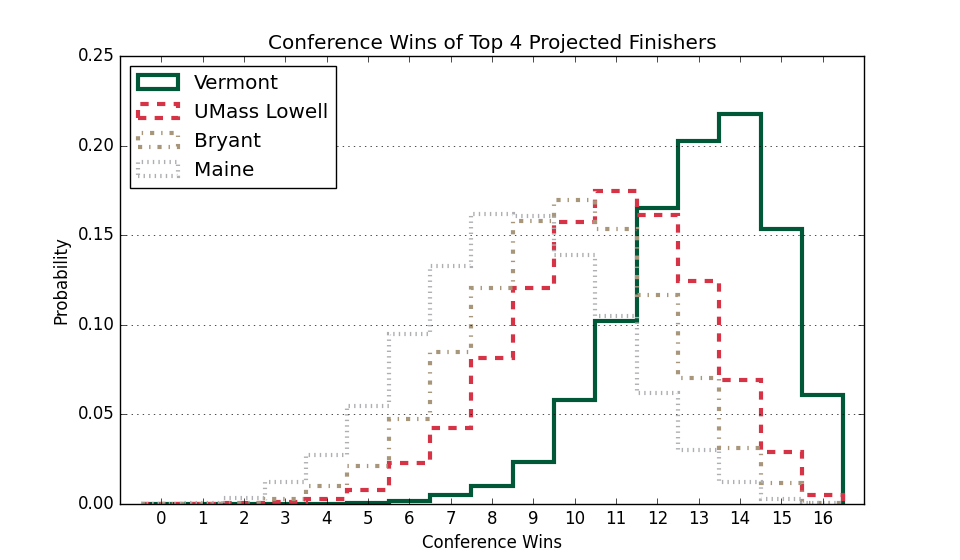 Conference Wins of Top 4 Projected Finishers
0.25
0.20
0.15
0.10
0.05
0.00
Probability
Vermont
UMass Lowell
Bryant
Maine
0 1 2 3 4 5 6 7 8 9 10 11 12 13 14 15 16
Conference Wins